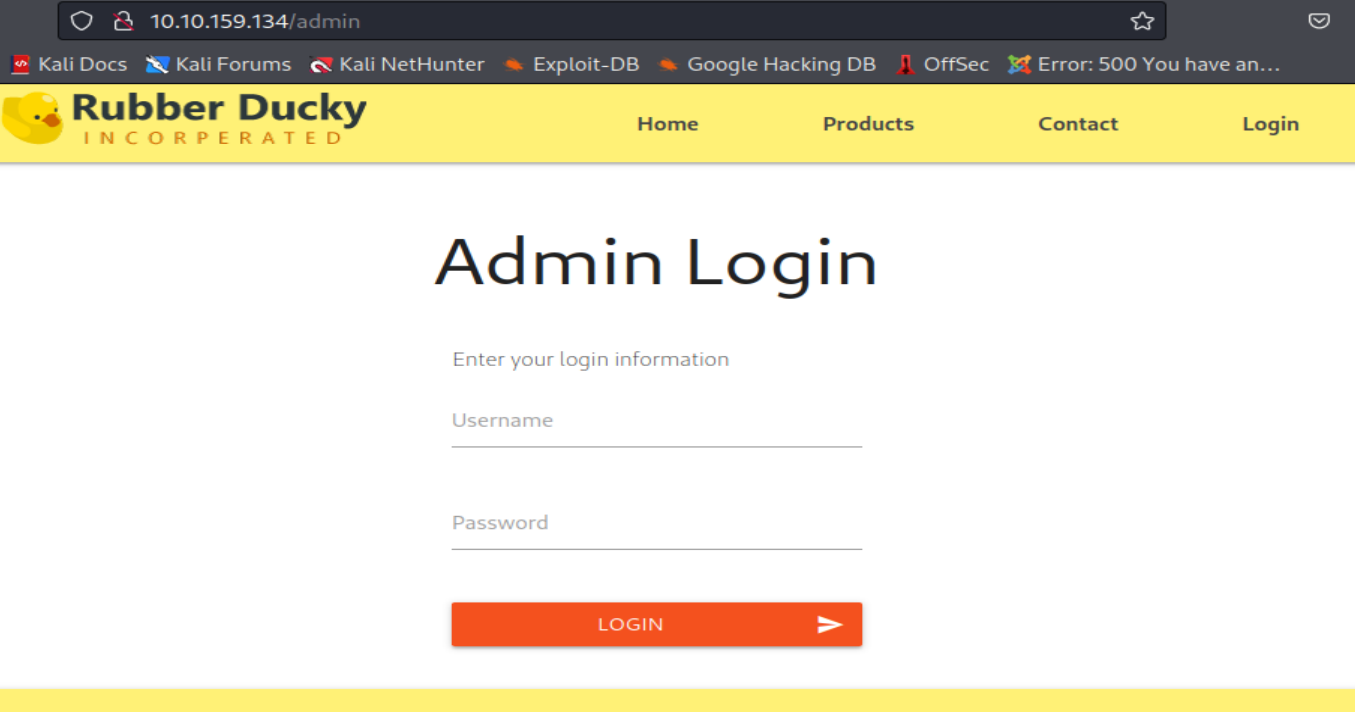 10.10.159.134/admin
Kali Docs Kali Forums Kali NetHunter Exploit-DB Google Hacking DB OffSec Error: 500 You have an...
Rubber Ducky
INCORPERATED
Home Products Contact Login
Admin Login
Enter your login information
Username
Password
LOGIN